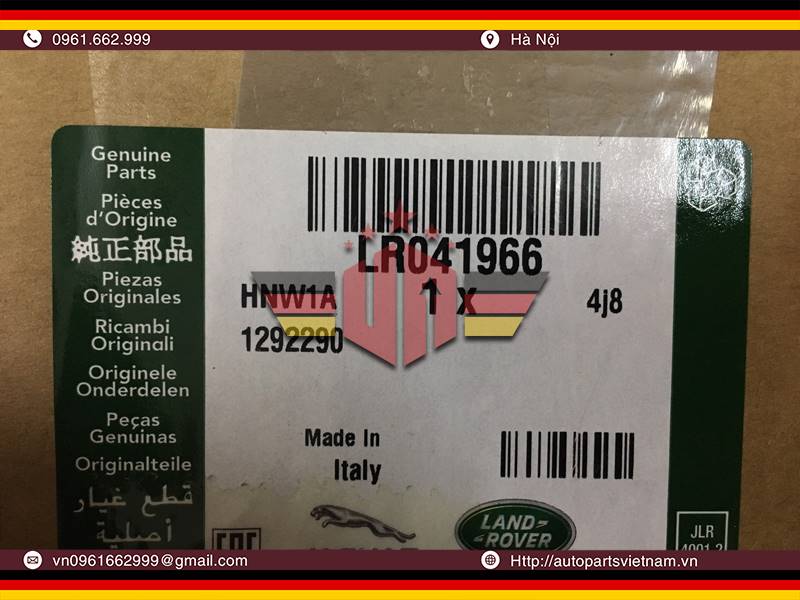 0961.662.999
Hà Nội
Genuine
Parts
Pièces
d'Origine
純正部品
Piezas
Originales
Ricambi
Originali
Originele
Onderdelen
Peças
Genuinas
Originalteile
قطع غيار
أصلية
LR041966
HNW1A
1 X
4j8
1292290
Made In
Italy
EAC
LAND
ROVER
JLR
vn0961662999@gmail.com
Http://autopartsvietnam.vn